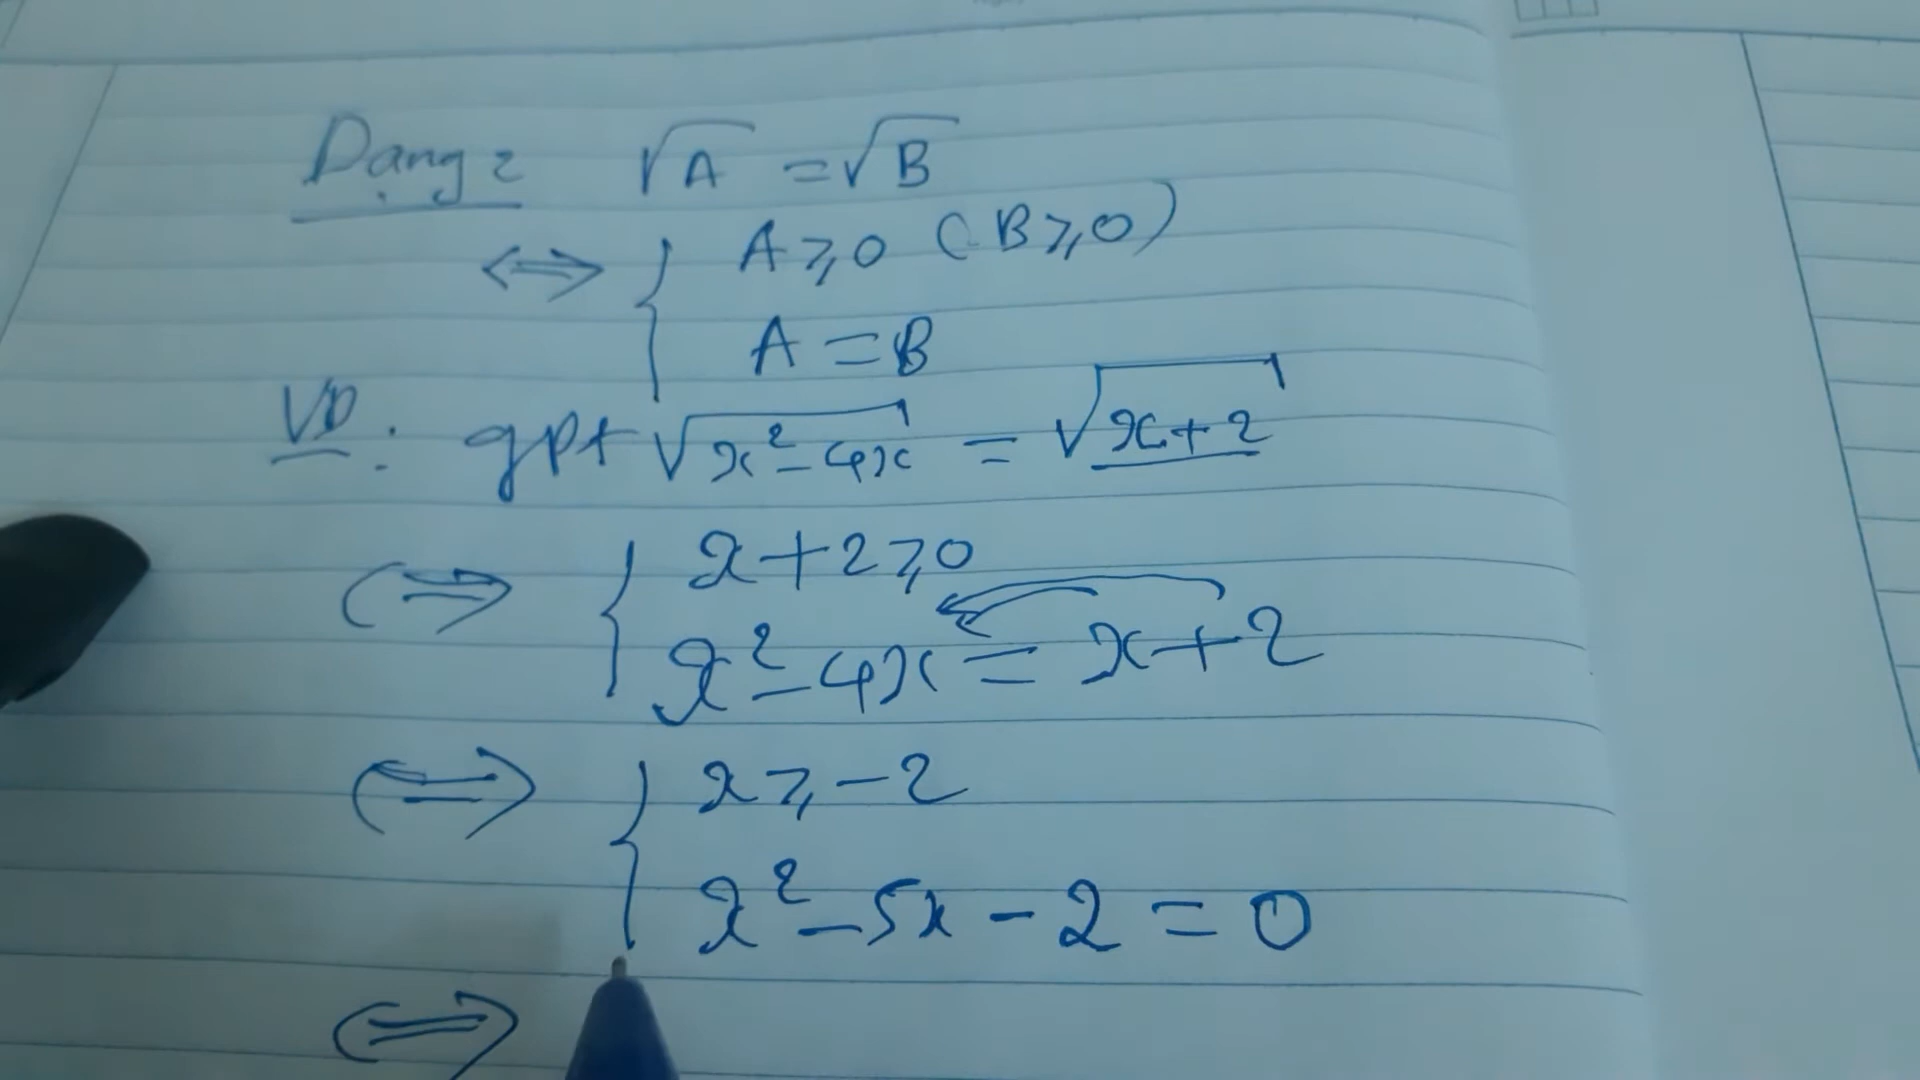 Dạng 2 √A = √B
⇔ { A ⩾ 0 ( B ⩾ 0 )
A = B
VD : gpt √x² - 4x = √x + 2
⇔ { x + 2 ⩾ 0
x² - 4x = x + 2
⇔ { x ⩾ -2
x² - 5x - 2 = 0
⇔